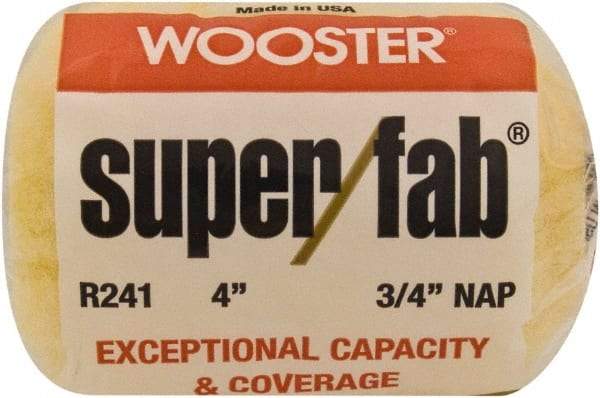 Made in USA
WOOSTER®
super/fab®
R241 4” 3/4” NAP
EXCEPTIONAL CAPACITY
& COVERAGE